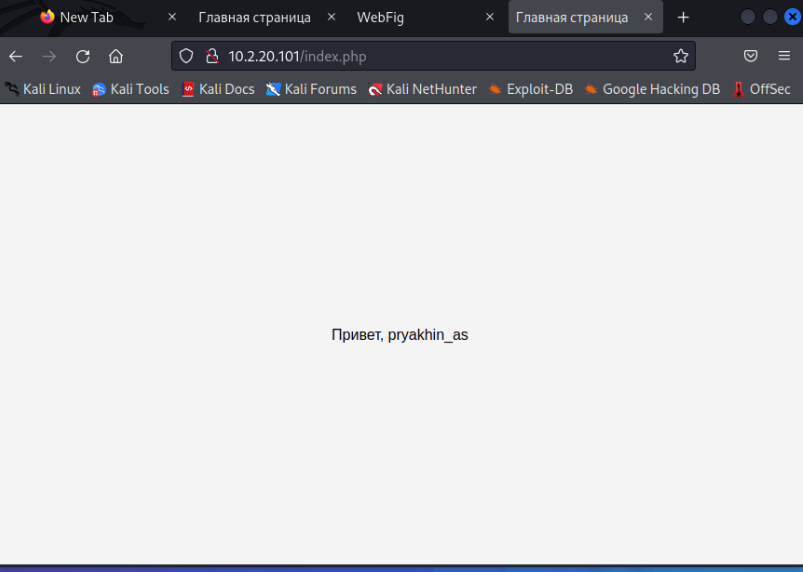 New Tab
Главная страница
WebFig
Главная страница
10.2.20.101/index.php
Kali Linux
Kali Tools
Kali Docs
Kali Forums
Kali NetHunter
Exploit-DB
Google Hacking DB
OffSec
Привет, pryakhin_as